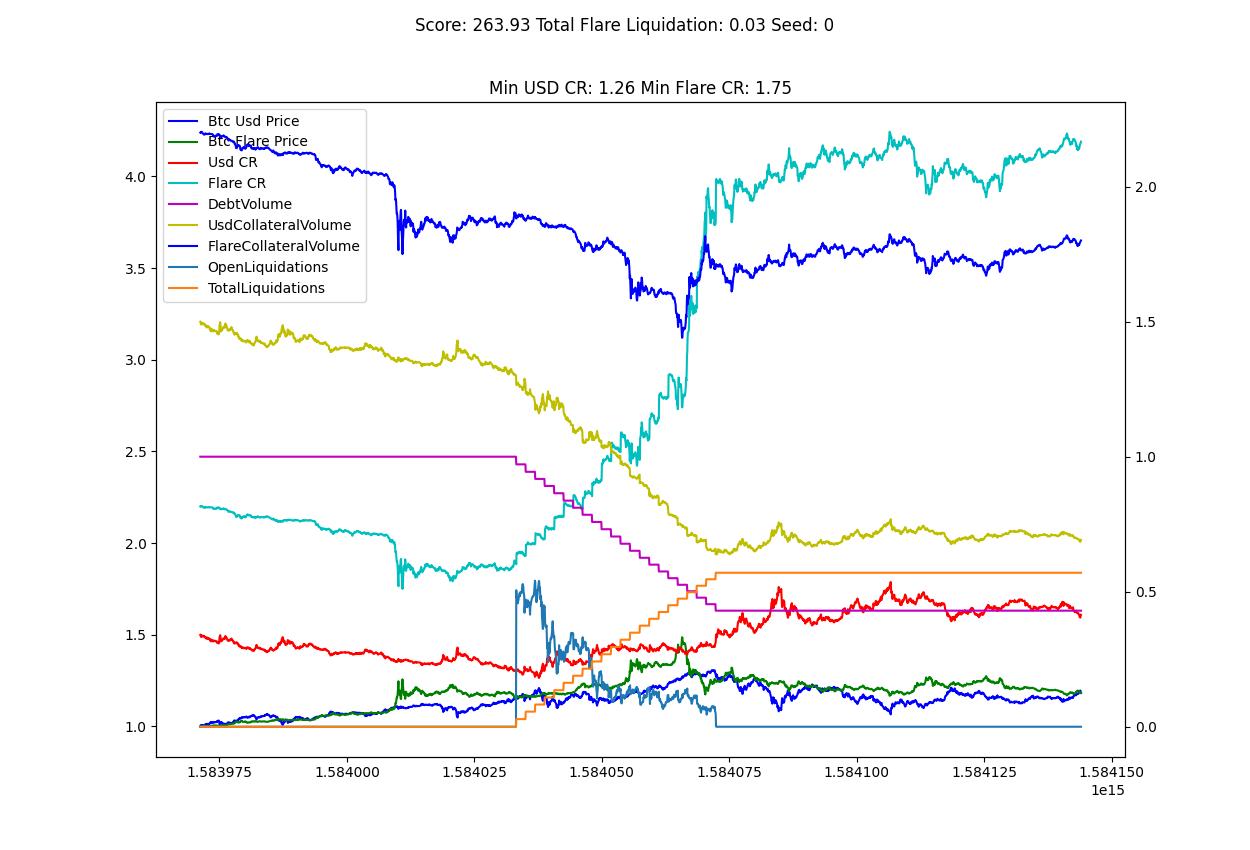 Score: 263.93 Total Flare Liquidation: 0.03 Seed: 0
Min USD CR: 1.26 Min Flare CR: 1.75
Btc Usd Price
Btc Flare Price
Usd CR
Flare CR
DebtVolume
UsdCollateralVolume
FlareCollateralVolume
OpenLiquidations
TotalLiquidations
4.0
3.5
3.0
2.5
2.0
1.5
1.0
2.0
1.5
1.0
0.5
0.0
1.583975 1.584000 1.584025 1.584050 1.584075 1.584100 1.584125 1.584150
1e15